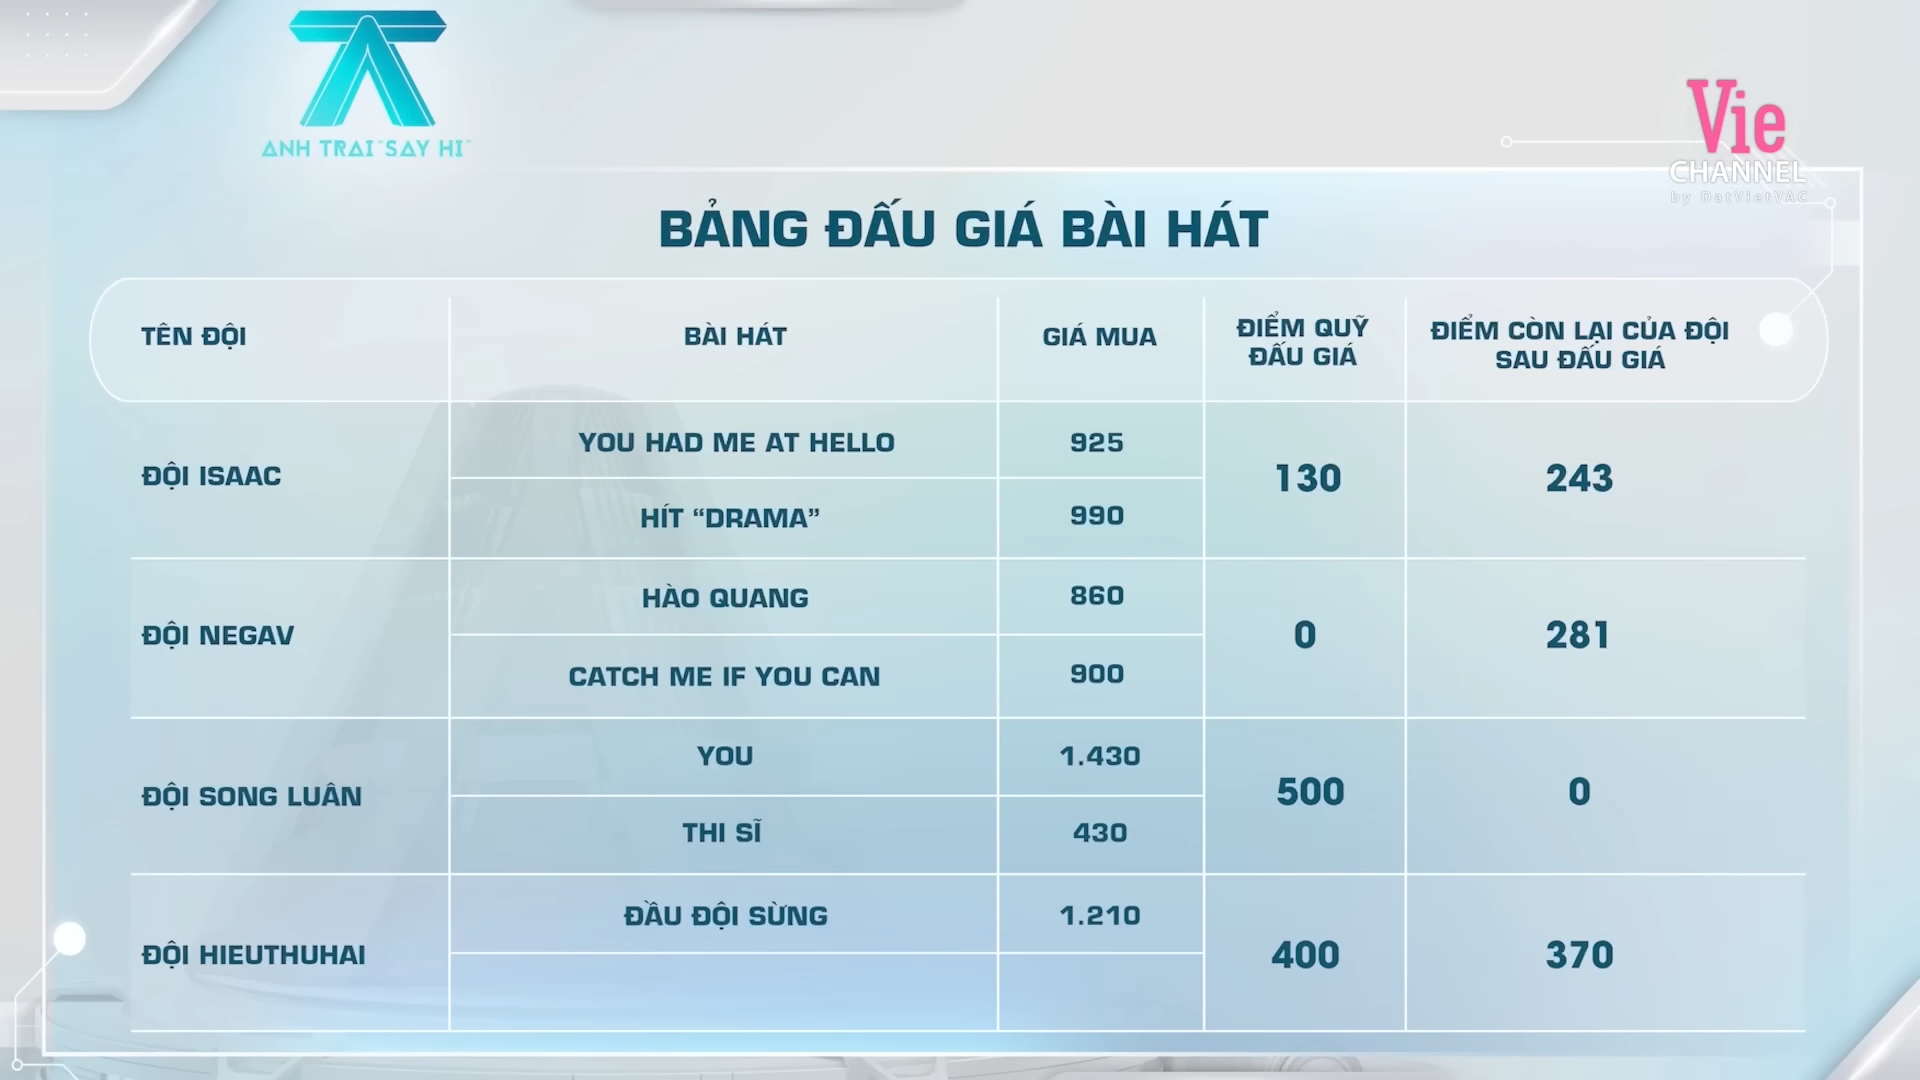 ANH TRAI "SAY HI"
Vie
CHANNEL
by DatVietVAC
BẢNG ĐẤU GIÁ BÀI HÁT
TÊN ĐỘI
BÀI HÁT
GIÁ MUA
ĐIỂM QUỸ
ĐẤU GIÁ
ĐIỂM CÒN LẠI CỦA ĐỘI
SAU ĐẤU GIÁ
ĐỘI ISAAC
YOU HAD ME AT HELLO
925
HÍT “DRAMA”
990
130
243
ĐỘI NEGAV
HÀO QUANG
860
CATCH ME IF YOU CAN
900
0
281
ĐỘI SONG LUÂN
YOU
1.430
THI SĨ
430
500
0
ĐỘI HIEUTHUHAI
ĐẦU ĐỘI SỪNG
1.210
400
370